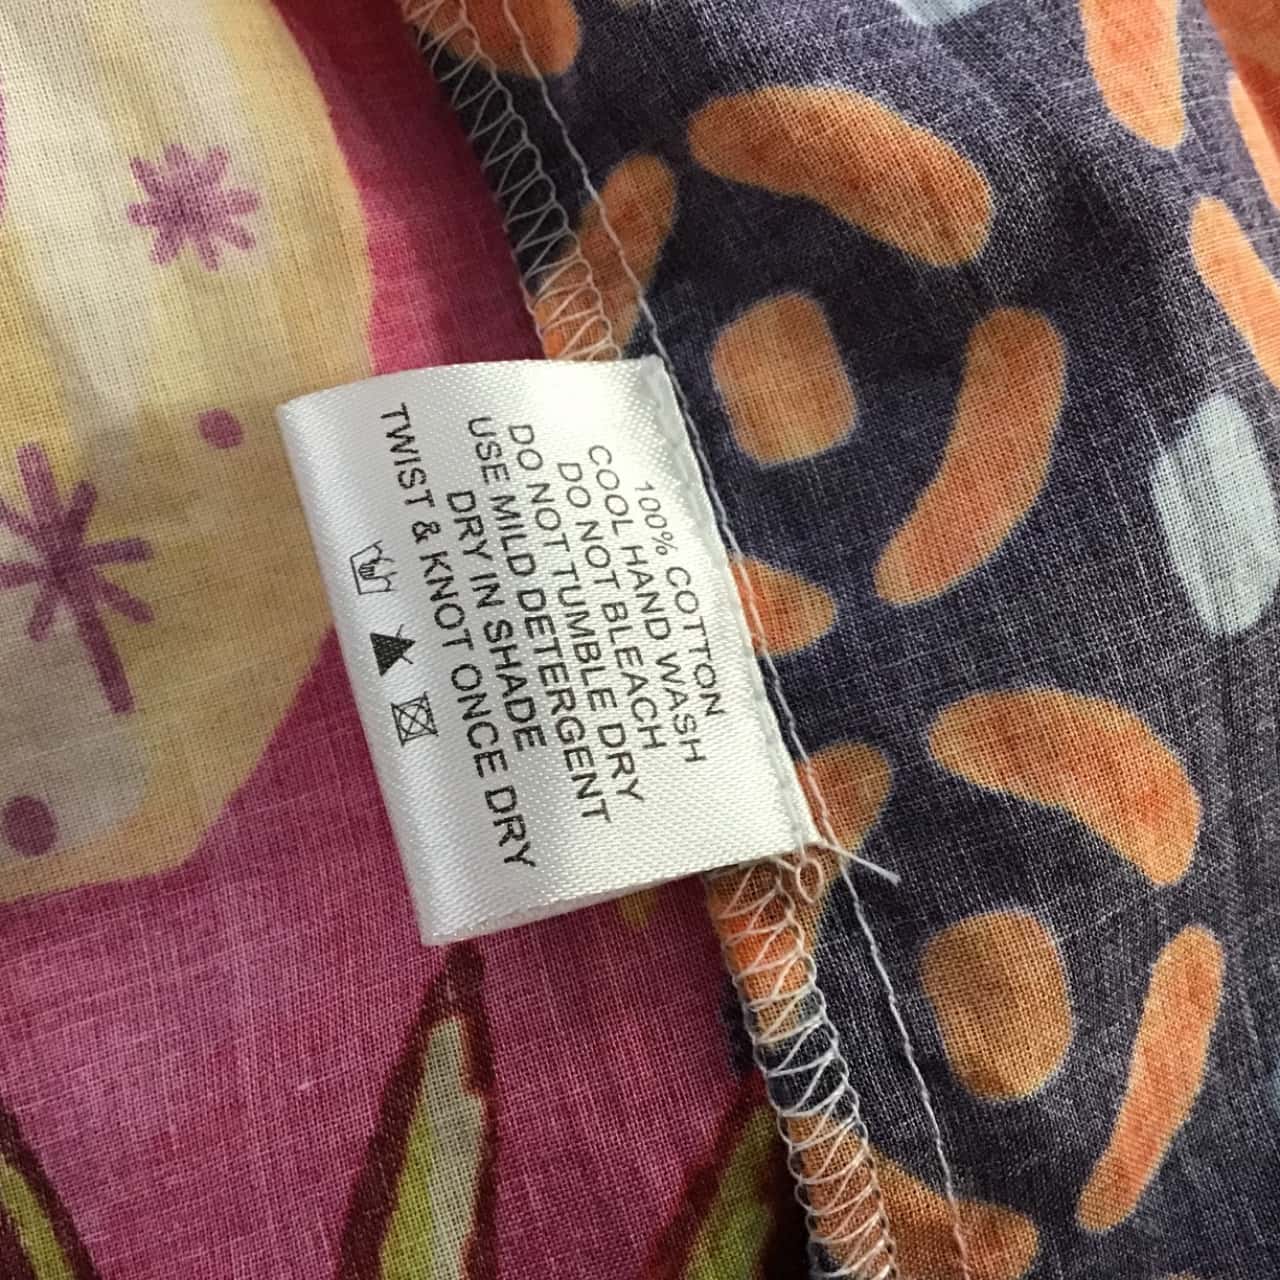 100% COTTON
COOL HAND WASH
DO NOT BLEACH
DO NOT TUMBLE DRY
USE MILD DETERGENT
DRY IN SHADE
TWIST & KNOT ONCE DRY